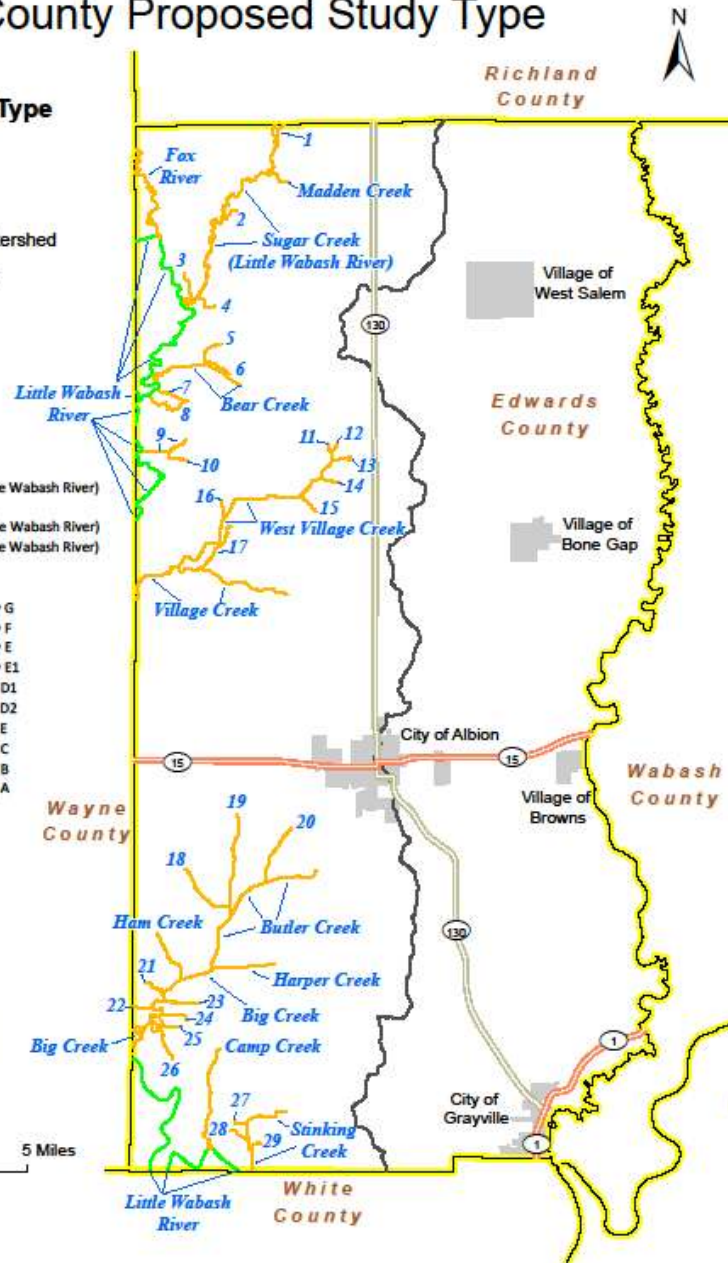 County Proposed Study Type
N
Richland
County
Type
1
Fox
River
Madden Creek
2
Sugar Creek
(Little Wabash River)
3
Village of
West Salem
4
130
5
6
Little Wabash
River
7
Bear Creek
8
Edwards
County
9
10
11
12
13
14
15
16
West Village Creek
17
Village of
Bone Gap
Wabash River)
Wabash River)
Wabash River)
Village Creek
G
F
E
E1
D1
D2
E
C
B
A
City of Albion
15
15
Village of
Browns
Wabash
County
Wayne
County
19
20
18
Ham Creek
Butler Creek
130
21
Harper Creek
22
23
24
Big Creek
25
Big Creek
26
Camp Creek
1
27
28
29
Stinking
Creek
City of
Grayville
1
5 Miles
Little Wabash
River
White
County